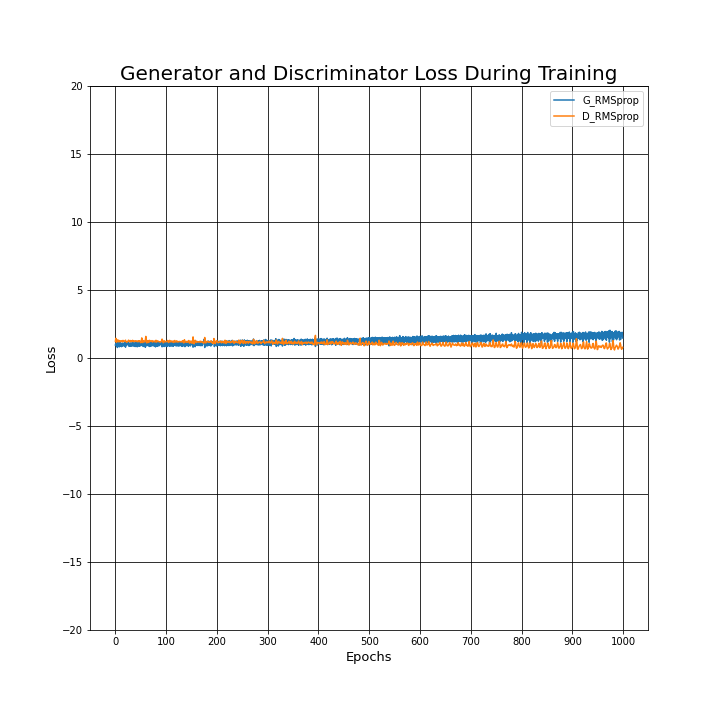 Generator and Discriminator Loss During Training
G_RMSprop
D_RMSprop
20
15
10
5
0
−5
−10
−15
−20
Loss
0 100 200 300 400 500 600 700 800 900 1000
Epochs